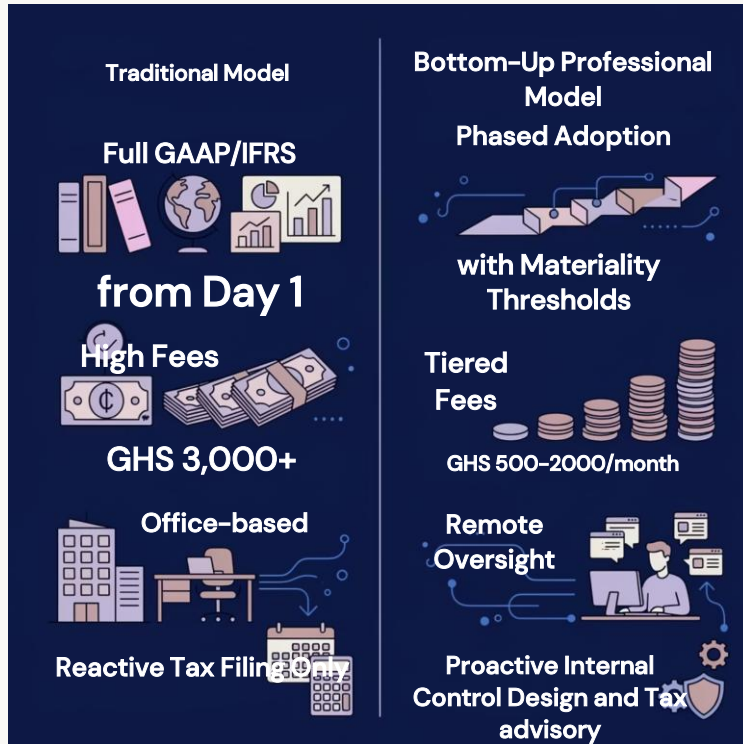 Traditional Model
Full GAAP/IFRS
from Day 1
High Fees
₵
GHS 3,000+
Office-based
Reactive Tax Filing Only
Bottom-Up Professional
Model
Phased Adoption
with Materiality
Thresholds
Tiered
Fees
GHS 500-2000/month
Remote
Oversight
Proactive Internal
Control Design and Tax
advisory